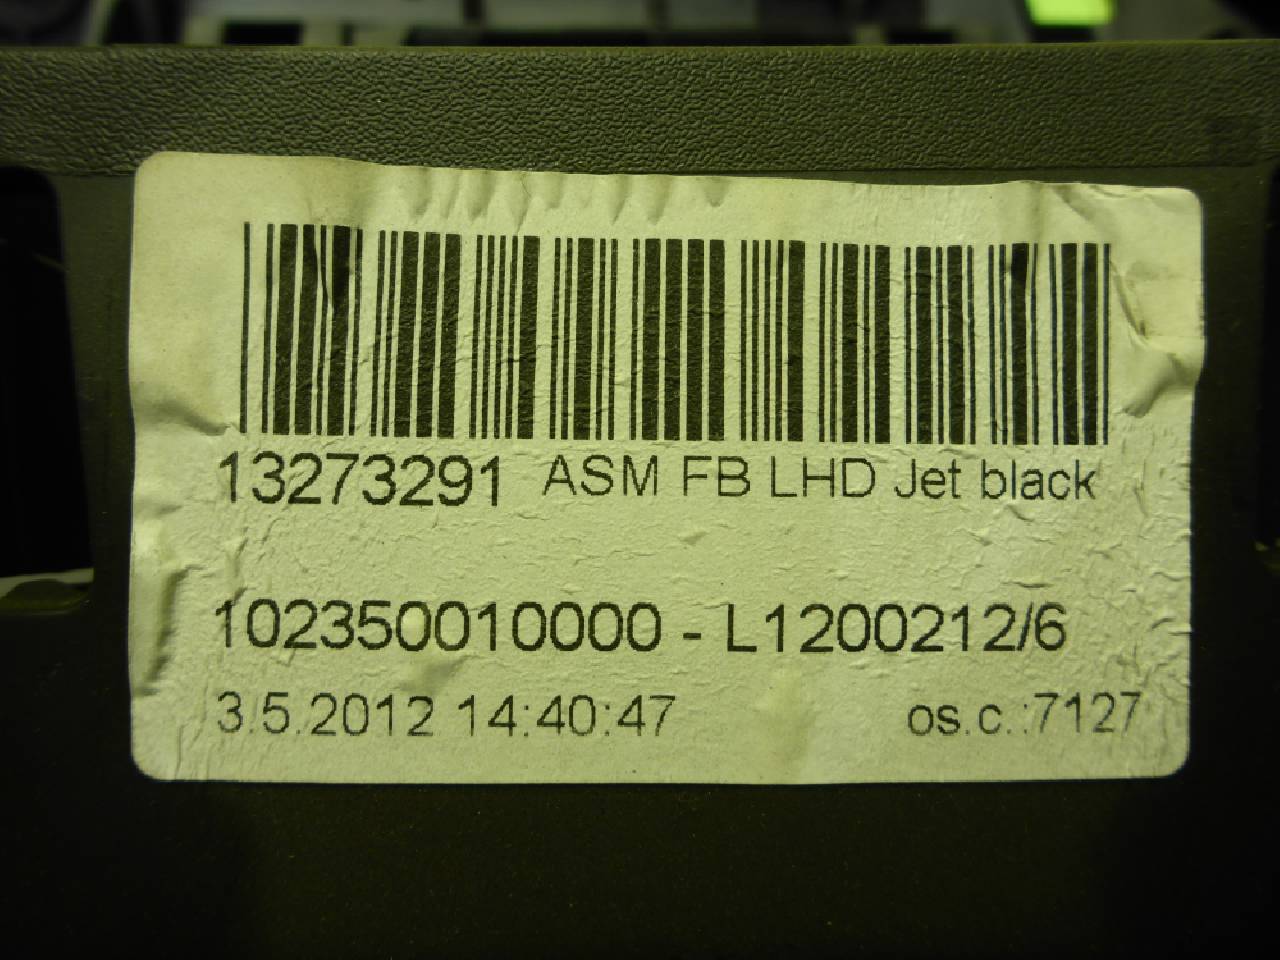 13273291 ASM FB LHD Jet black
102350010000 - L1200212/6
3.5.2012 14:40:47 os.c.:7127